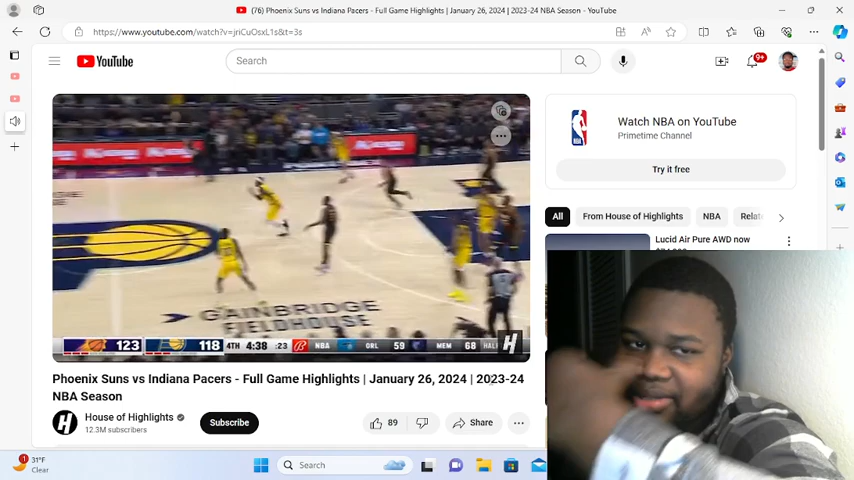 (76) Phoenix Suns vs Indiana Pacers - Full Game Highlights | January 26, 2024 | 2023-24 NBA Season - YouTube
https://www.youtube.com/watch?v=jriCuOsxL1s&t=3s
YouTube
Search
9+
Watch NBA on YouTube
Primetime Channel
Try it free
All
From House of Highlights
NBA
Lucid Air Pure AWD now
GAINBRIDGE
FIELDHOUSE
123
118
4TH 4:38 :23
NBA
ORL 59
MEM 68
H
Phoenix Suns vs Indiana Pacers - Full Game Highlights | January 26, 2024 | 2023-24
NBA Season
H
House of Highlights
12.3M subscribers
Subscribe
89
Share
1
31°F
Clear
Search